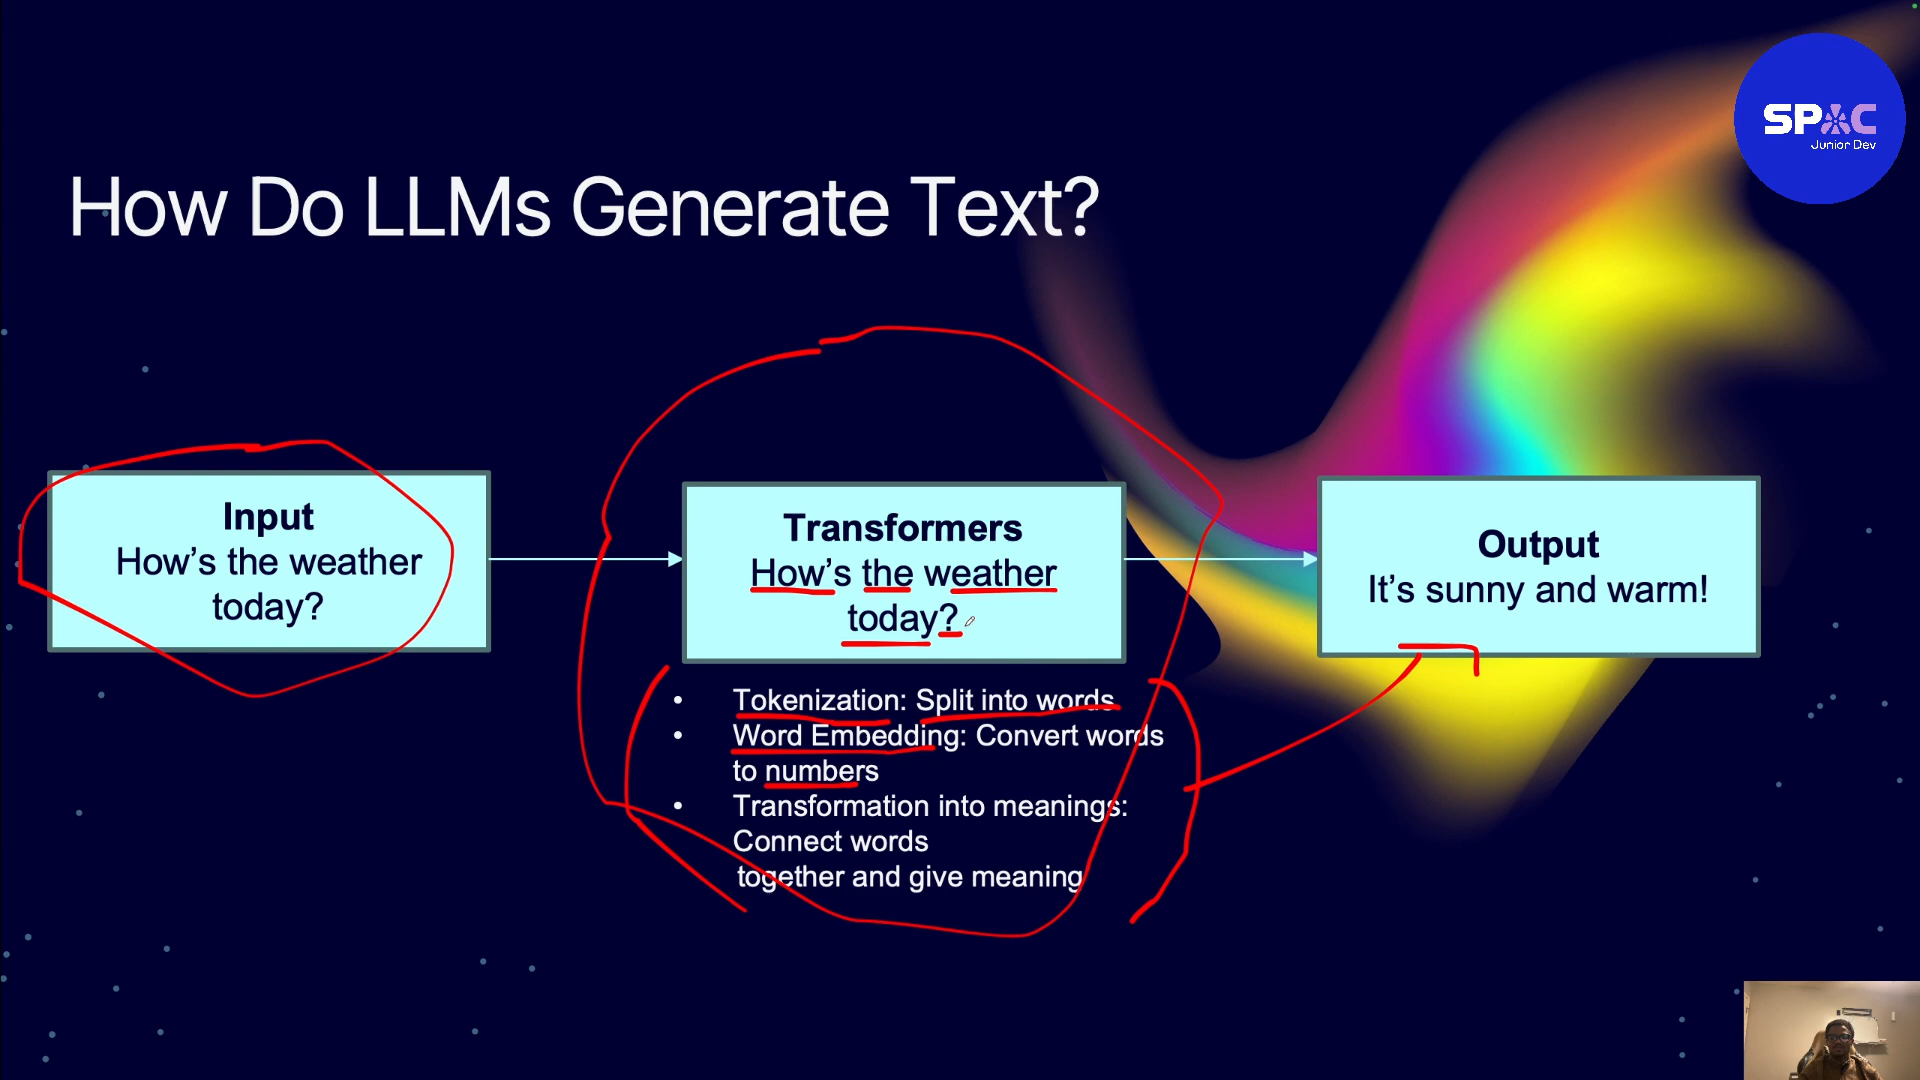 SPAC
Junior Dev
How Do LLMs Generate Text?
Input
How’s the weather
today?
Transformers
How’s the weather
today?
• Tokenization: Split into words
• Word Embedding: Convert words
to numbers
• Transformation into meanings:
Connect words
together and give meaning
Output
It’s sunny and warm!